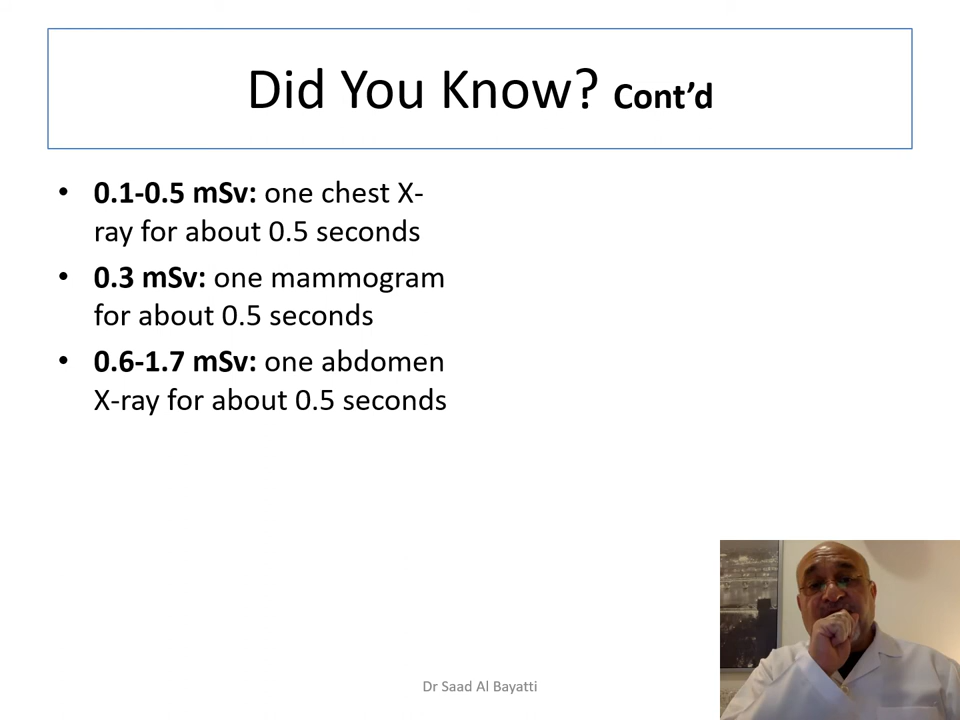 Did You Know? Cont’d
• 0.1-0.5 mSv: one chest X-
ray for about 0.5 seconds
• 0.3 mSv: one mammogram
for about 0.5 seconds
• 0.6-1.7 mSv: one abdomen
X-ray for about 0.5 seconds
Dr Saad Al Bayatti